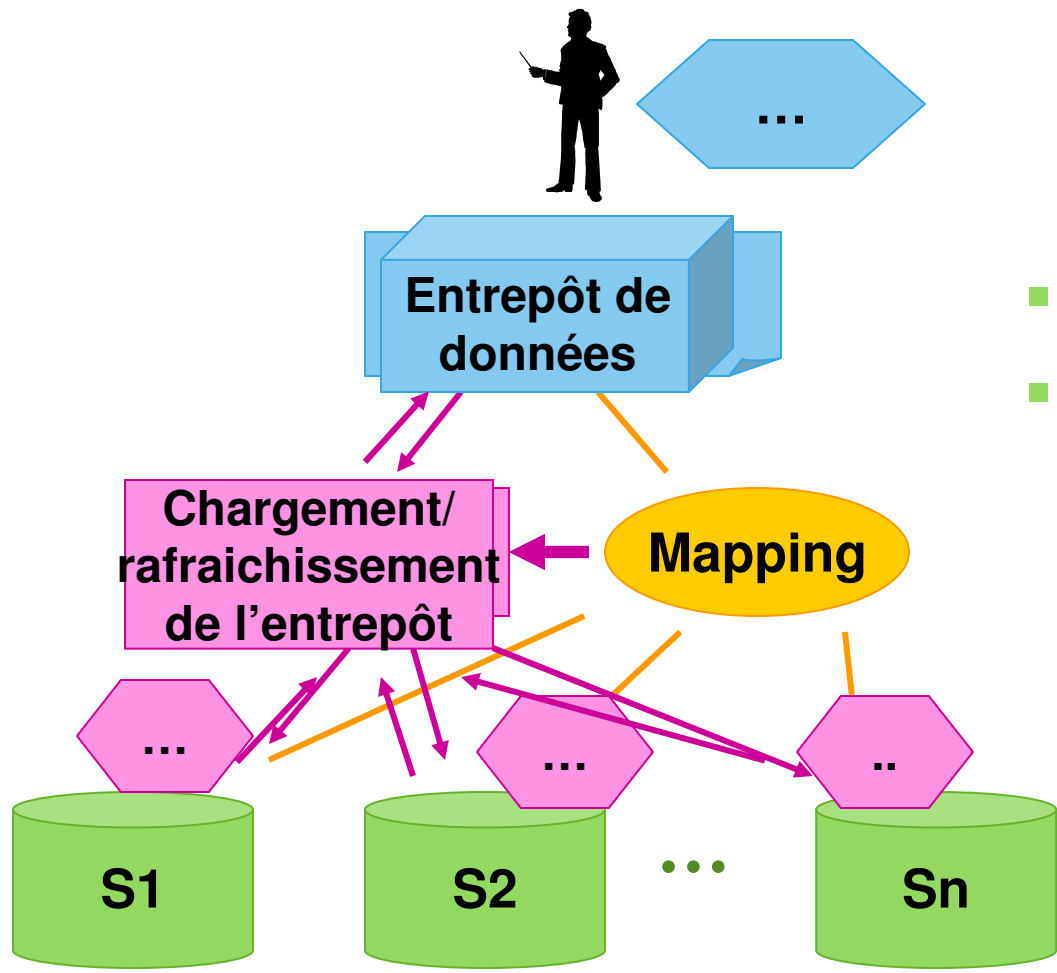 ...
Entrepôt de
données
Chargement/
rafraichissement
de l’entrepôt
Mapping
...
...
..
S1
S2
...
Sn